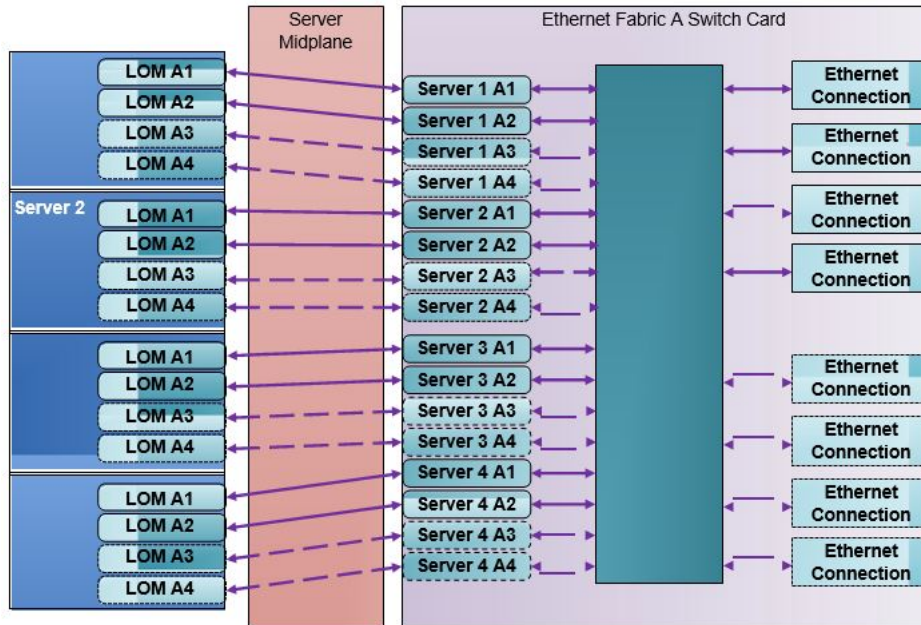 Server
Midplane
Ethernet Fabric A Switch Card
LOM A1
LOM A2
LOM A3
LOM A4
Server 2
LOM A1
LOM A2
LOM A3
LOM A4
LOM A1
LOM A2
LOM A3
LOM A4
LOM A1
LOM A2
LOM A3
LOM A4
Server 1 A1
Server 1 A2
Server 1 A3
Server 1 A4
Server 2 A1
Server 2 A2
Server 2 A3
Server 2 A4
Server 3 A1
Server 3 A2
Server 3 A3
Server 3 A4
Server 4 A1
Server 4 A2
Server 4 A3
Server 4 A4
Ethernet
Connection
Ethernet
Connection
Ethernet
Connection
Ethernet
Connection
Ethernet
Connection
Ethernet
Connection
Ethernet
Connection
Ethernet
Connection